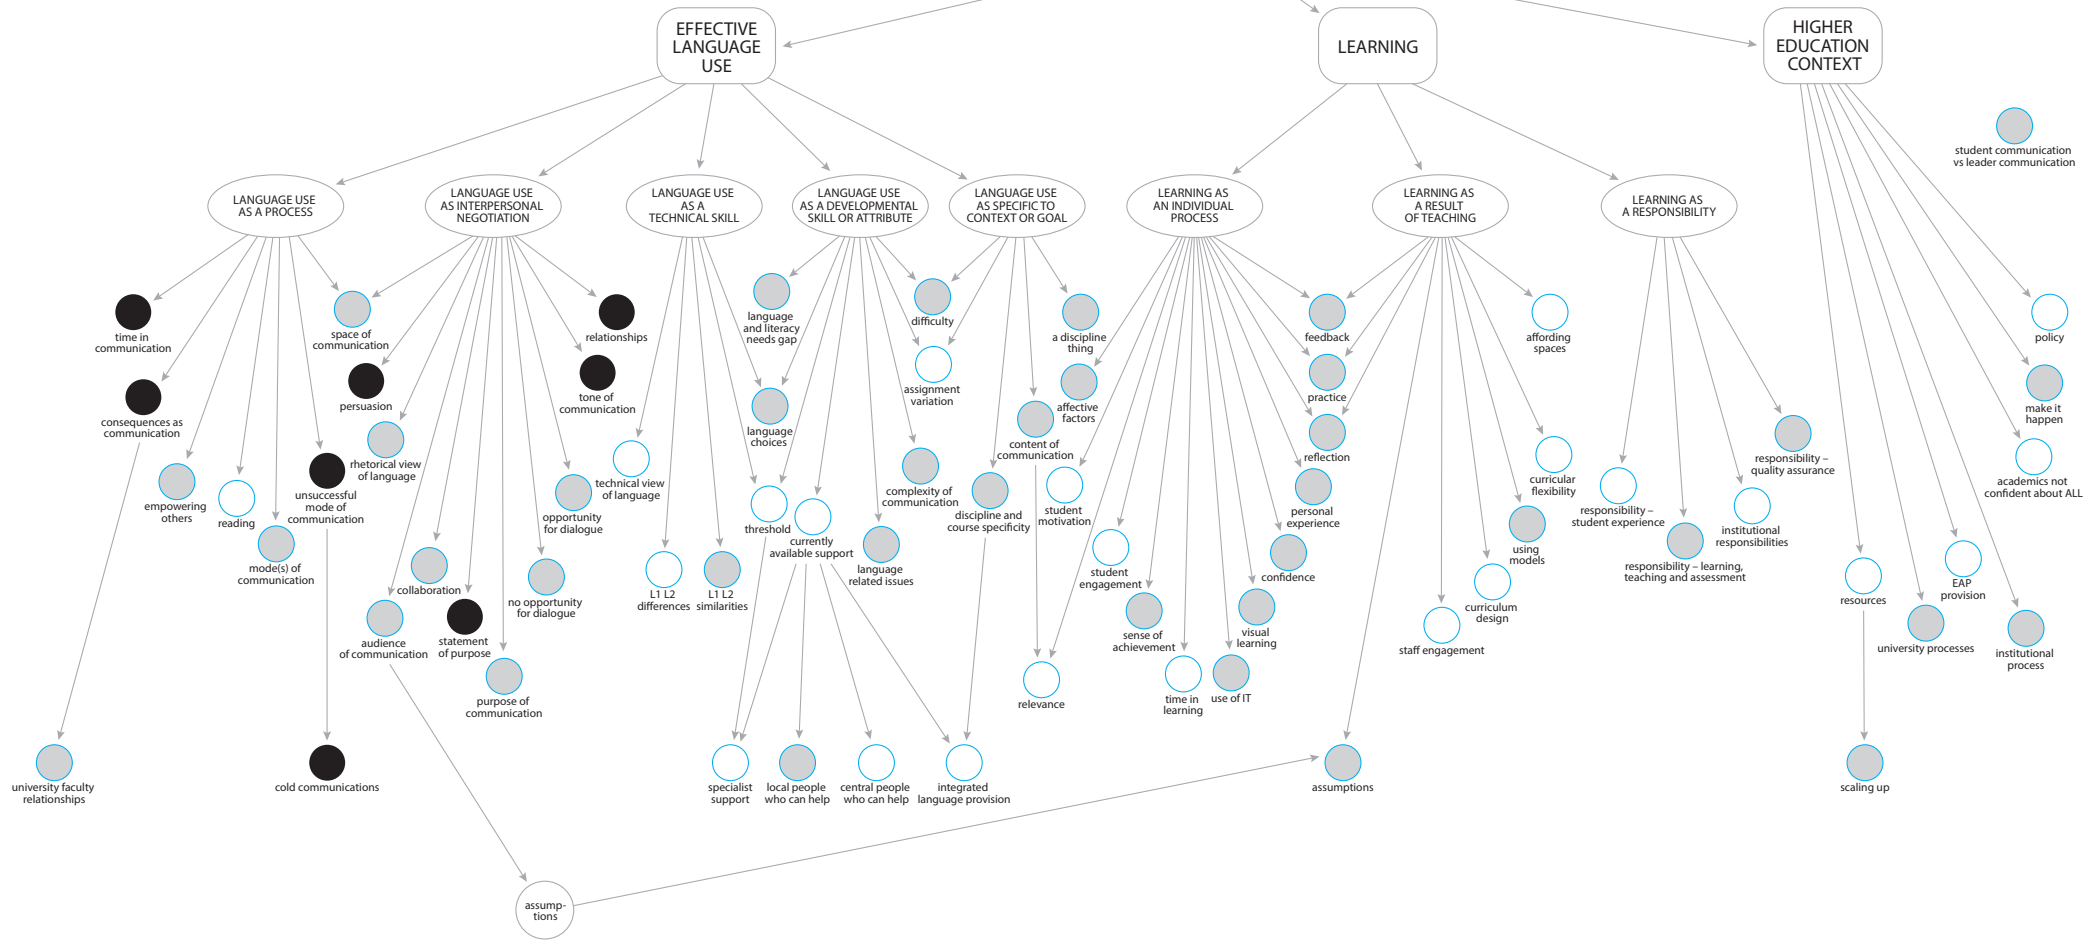 EFFECTIVE
LANGUAGE
USE
LEARNING
HIGHER
EDUCATION
CONTEXT
student communication
vs leader communication
LANGUAGE USE
AS A PROCESS
LANGUAGE USE
AS INTERPERSONAL
NEGOTIATION
LANGUAGE USE
AS A
TECHNICAL SKILL
LANGUAGE USE
AS A DEVELOPMENTAL
SKILL OR ATTRIBUTE
LANGUAGE USE
AS SPECIFIC TO
CONTEXT OR GOAL
LEARNING AS
AN INDIVIDUAL
PROCESS
LEARNING AS
A RESULT
OF TEACHING
LEARNING AS
A RESPONSIBILITY
time in
communication
space of
communication
relationships
language
and literacy
needs gap
difficulty
a discipline
thing
feedback
affording
spaces
policy
consequences as
communication
persuasion
tone of
communication
language
choices
assignment
variation
affective
factors
practice
make it
happen
empowering
others
reading
unsuccessful
mode of
communication
rhetorical view
of language
technical view
of language
content of
communication
reflection
responsibility –
quality assurance
academics not
confident about ALL
mode(s) of
communication
opportunity
for dialogue
threshold
currently
available support
complexity of
communication
discipline and
course specificity
student
motivation
personal
experience
curricular
flexibility
responsibility –
student experience
institutional
responsibilities
collaboration
no opportunity
for dialogue
L1 L2
differences
L1 L2
similarities
language
related issues
student
engagement
confidence
using
models
responsibility – learning,
teaching and assessment
resources
EAP
provision
audience
of communication
statement
of purpose
sense of
achievement
visual
learning
curriculum
design
staff engagement
university processes
institutional
process
purpose of
communication
relevance
time in
learning
use of IT
university faculty
relationships
cold communications
specialist
support
local people
who can help
central people
who can help
integrated
language provision
assumptions
scaling up
assump-
tions